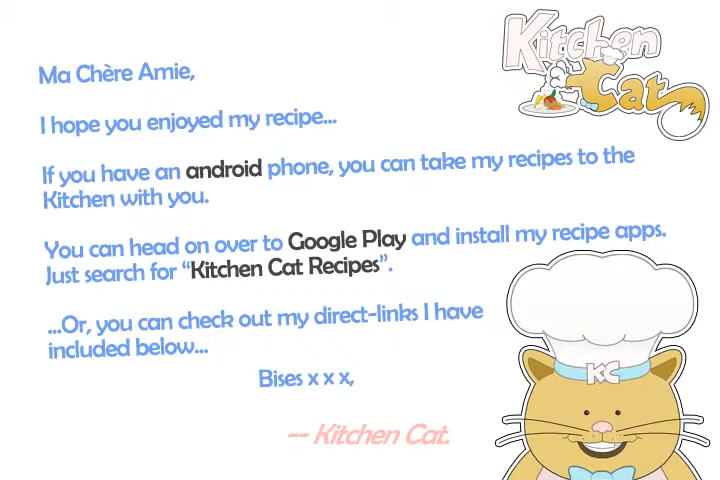 Kitchen
Cat
Ma Chère Amie,
I hope you enjoyed my recipe...
If you have an android phone, you can take my recipes to the
Kitchen with you.
You can head on over to Google Play and install my recipe apps.
Just search for “Kitchen Cat Recipes”.
...Or, you can check out my direct-links I have
included below...
Bises x x x,
-- Kitchen Cat.
KC